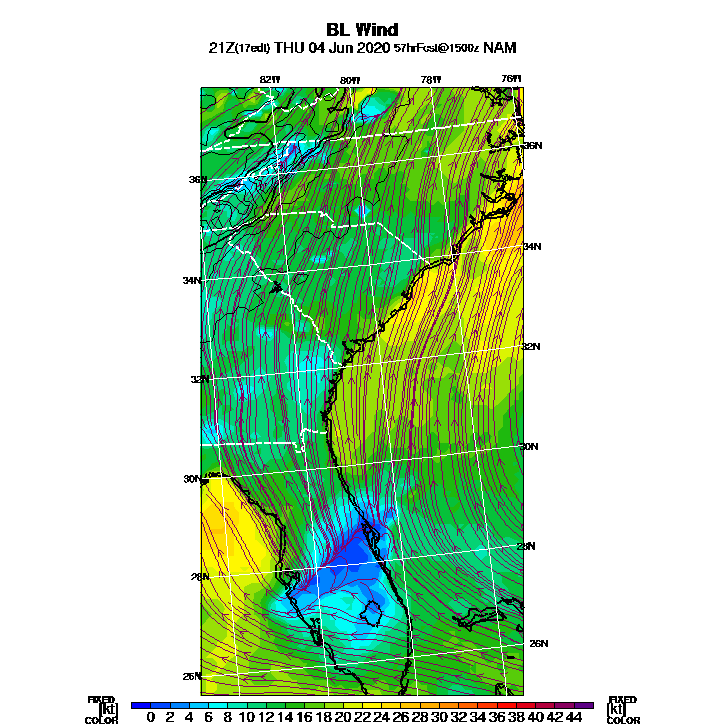 BL Wind
21Z(17edt) THU 04 Jun 2020 57hrFcst@1500z NAM
82W 80W 78W 76W
36N
36N
34N
34N
32N
32N
30N
30N
28N
28N
26N
26N
FIXED FIXED
[kt] 0 2 4 6 8 10 12 14 16 18 20 22 24 26 28 30 32 34 36 38 40 42 44 [kt]
COLOR COLOR